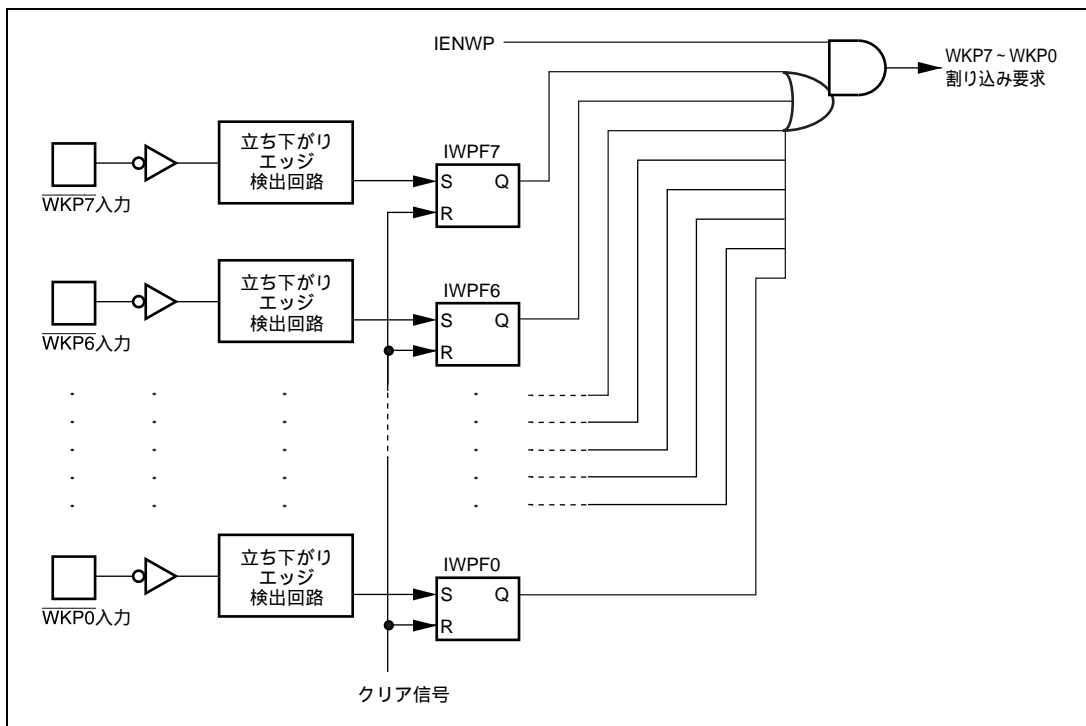 IENWP
WKP7～WKP0
割り込み要求
立ち下がり
エッジ
検出回路
IWPF7
S Q
R
WKP7入力
立ち下がり
エッジ
検出回路
IWPF6
S Q
R
WKP6入力
立ち下がり
エッジ
検出回路
IWPF0
S Q
R
WKP0入力
クリア信号